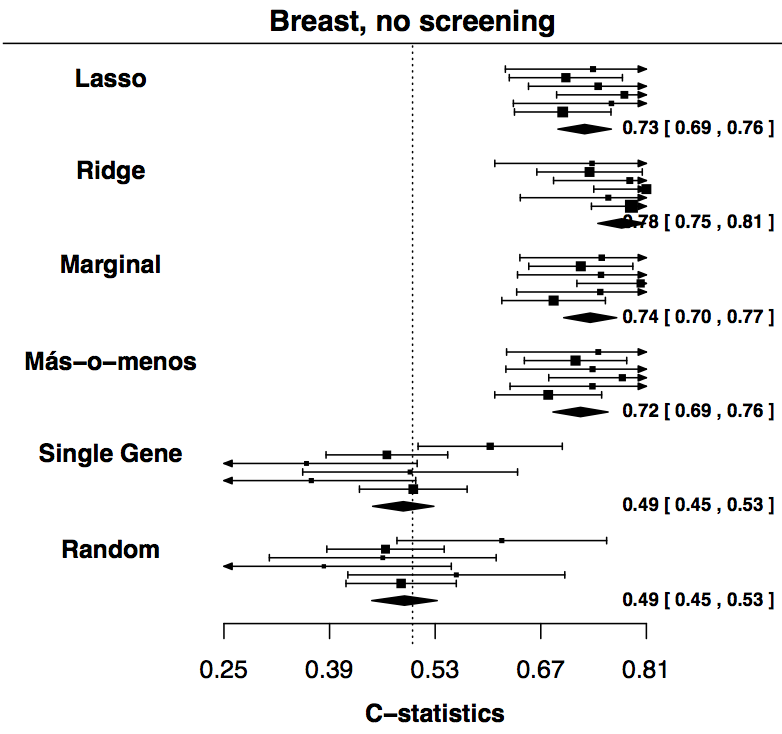 Breast, no screening
Lasso
0.73 [ 0.69 , 0.76 ]
Ridge
0.78 [ 0.75 , 0.81 ]
Marginal
0.74 [ 0.70 , 0.77 ]
Más−o−menos
0.72 [ 0.69 , 0.76 ]
Single Gene
0.49 [ 0.45 , 0.53 ]
Random
0.49 [ 0.45 , 0.53 ]
0.25 0.39 0.53 0.67 0.81
C−statistics